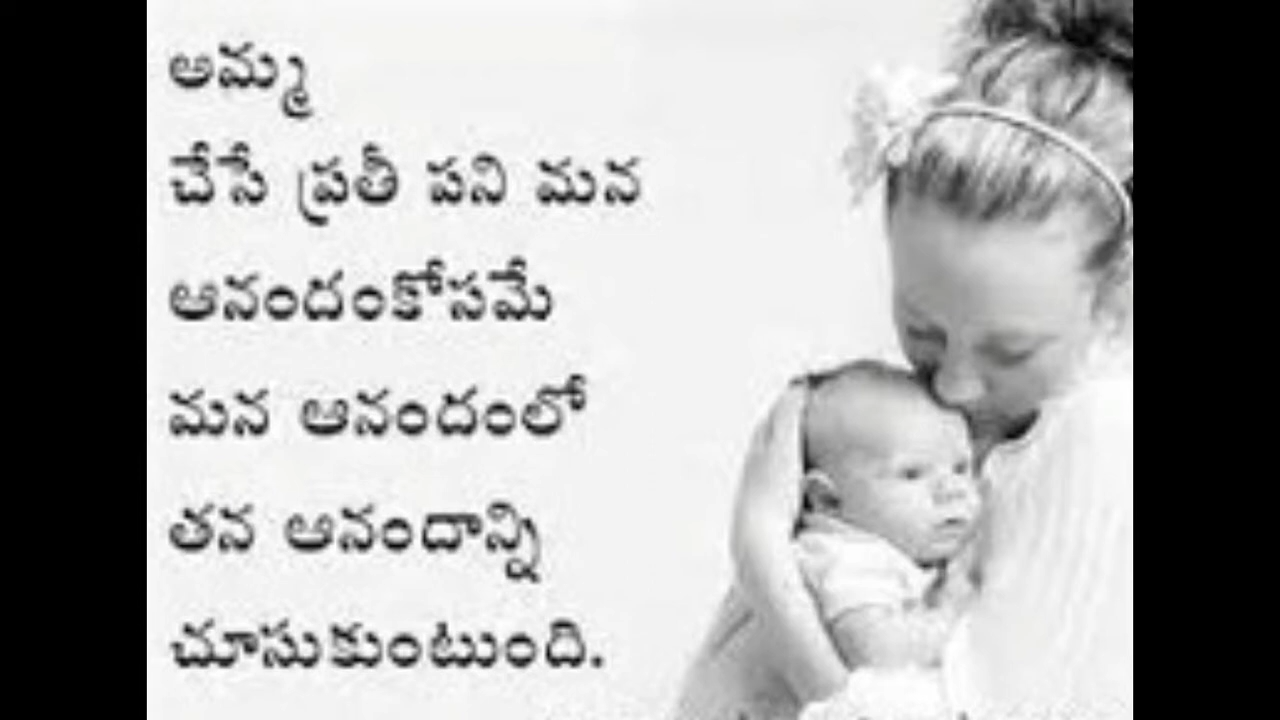 అమ్మ
చేసే ప్రతీ పని మన
ఆనందంకోసమే
మన ఆనందంలో
తన ఆనందాన్ని
చూసుకుంటుంది.